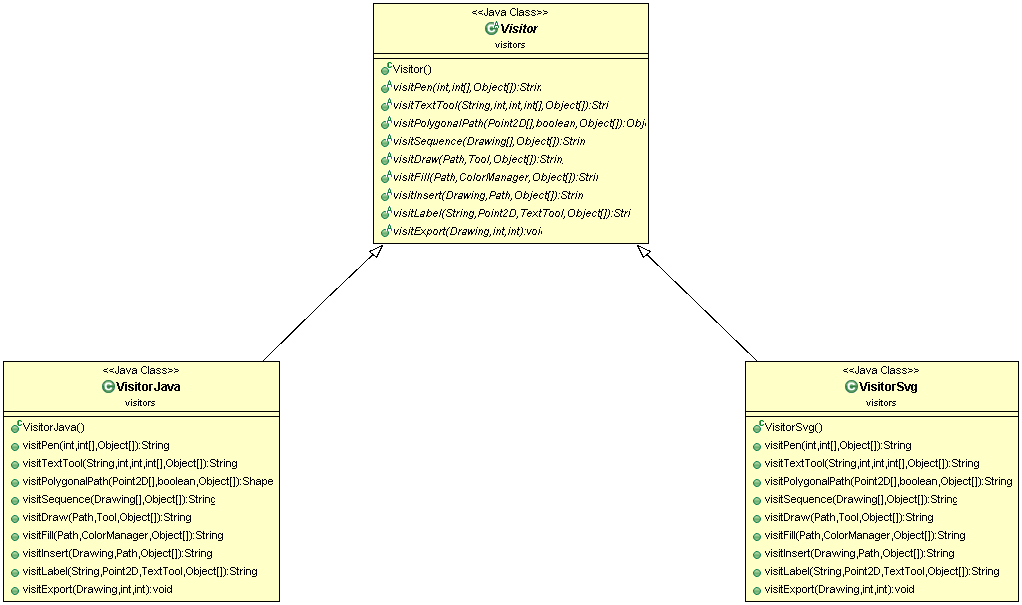 <<Java Class>>
Visitor
visitors
Visitor()
visitPen(int,int[],Object[]):Strin
visitTextTool(String,int,int,int[],Object[]):Stri
visitPolygonalPath(Point2D[],boolean,Object[]):Obj
visitSequence(Drawing[],Object[]):Strin
visitDraw(Path,Tool,Object[]):Strin
visitFill(Path,ColorManager,Object[]):Strin
visitInsert(Drawing,Path,Object[]):Strin
visitLabel(String,Point2D,TextTool,Object[]):Stri
visitExport(Drawing,int,int):voi
<<Java Class>>
VisitorJava
visitors
VisitorJava()
visitPen(int,int[],Object[]):String
visitTextTool(String,int,int,int[],Object[]):String
visitPolygonalPath(Point2D[],boolean,Object[]):Shape
visitSequence(Drawing[],Object[]):String
visitDraw(Path,Tool,Object[]):String
visitFill(Path,ColorManager,Object[]):String
visitInsert(Drawing,Path,Object[]):String
visitLabel(String,Point2D,TextTool,Object[]):String
visitExport(Drawing,int,int):void
<<Java Class>>
VisitorSvg
visitors
VisitorSvg()
visitPen(int,int[],Object[]):String
visitTextTool(String,int,int,int[],Object[]):String
visitPolygonalPath(Point2D[],boolean,Object[]):String
visitSequence(Drawing[],Object[]):String
visitDraw(Path,Tool,Object[]):String
visitFill(Path,ColorManager,Object[]):String
visitInsert(Drawing,Path,Object[]):String
visitLabel(String,Point2D,TextTool,Object[]):String
visitExport(Drawing,int,int):void